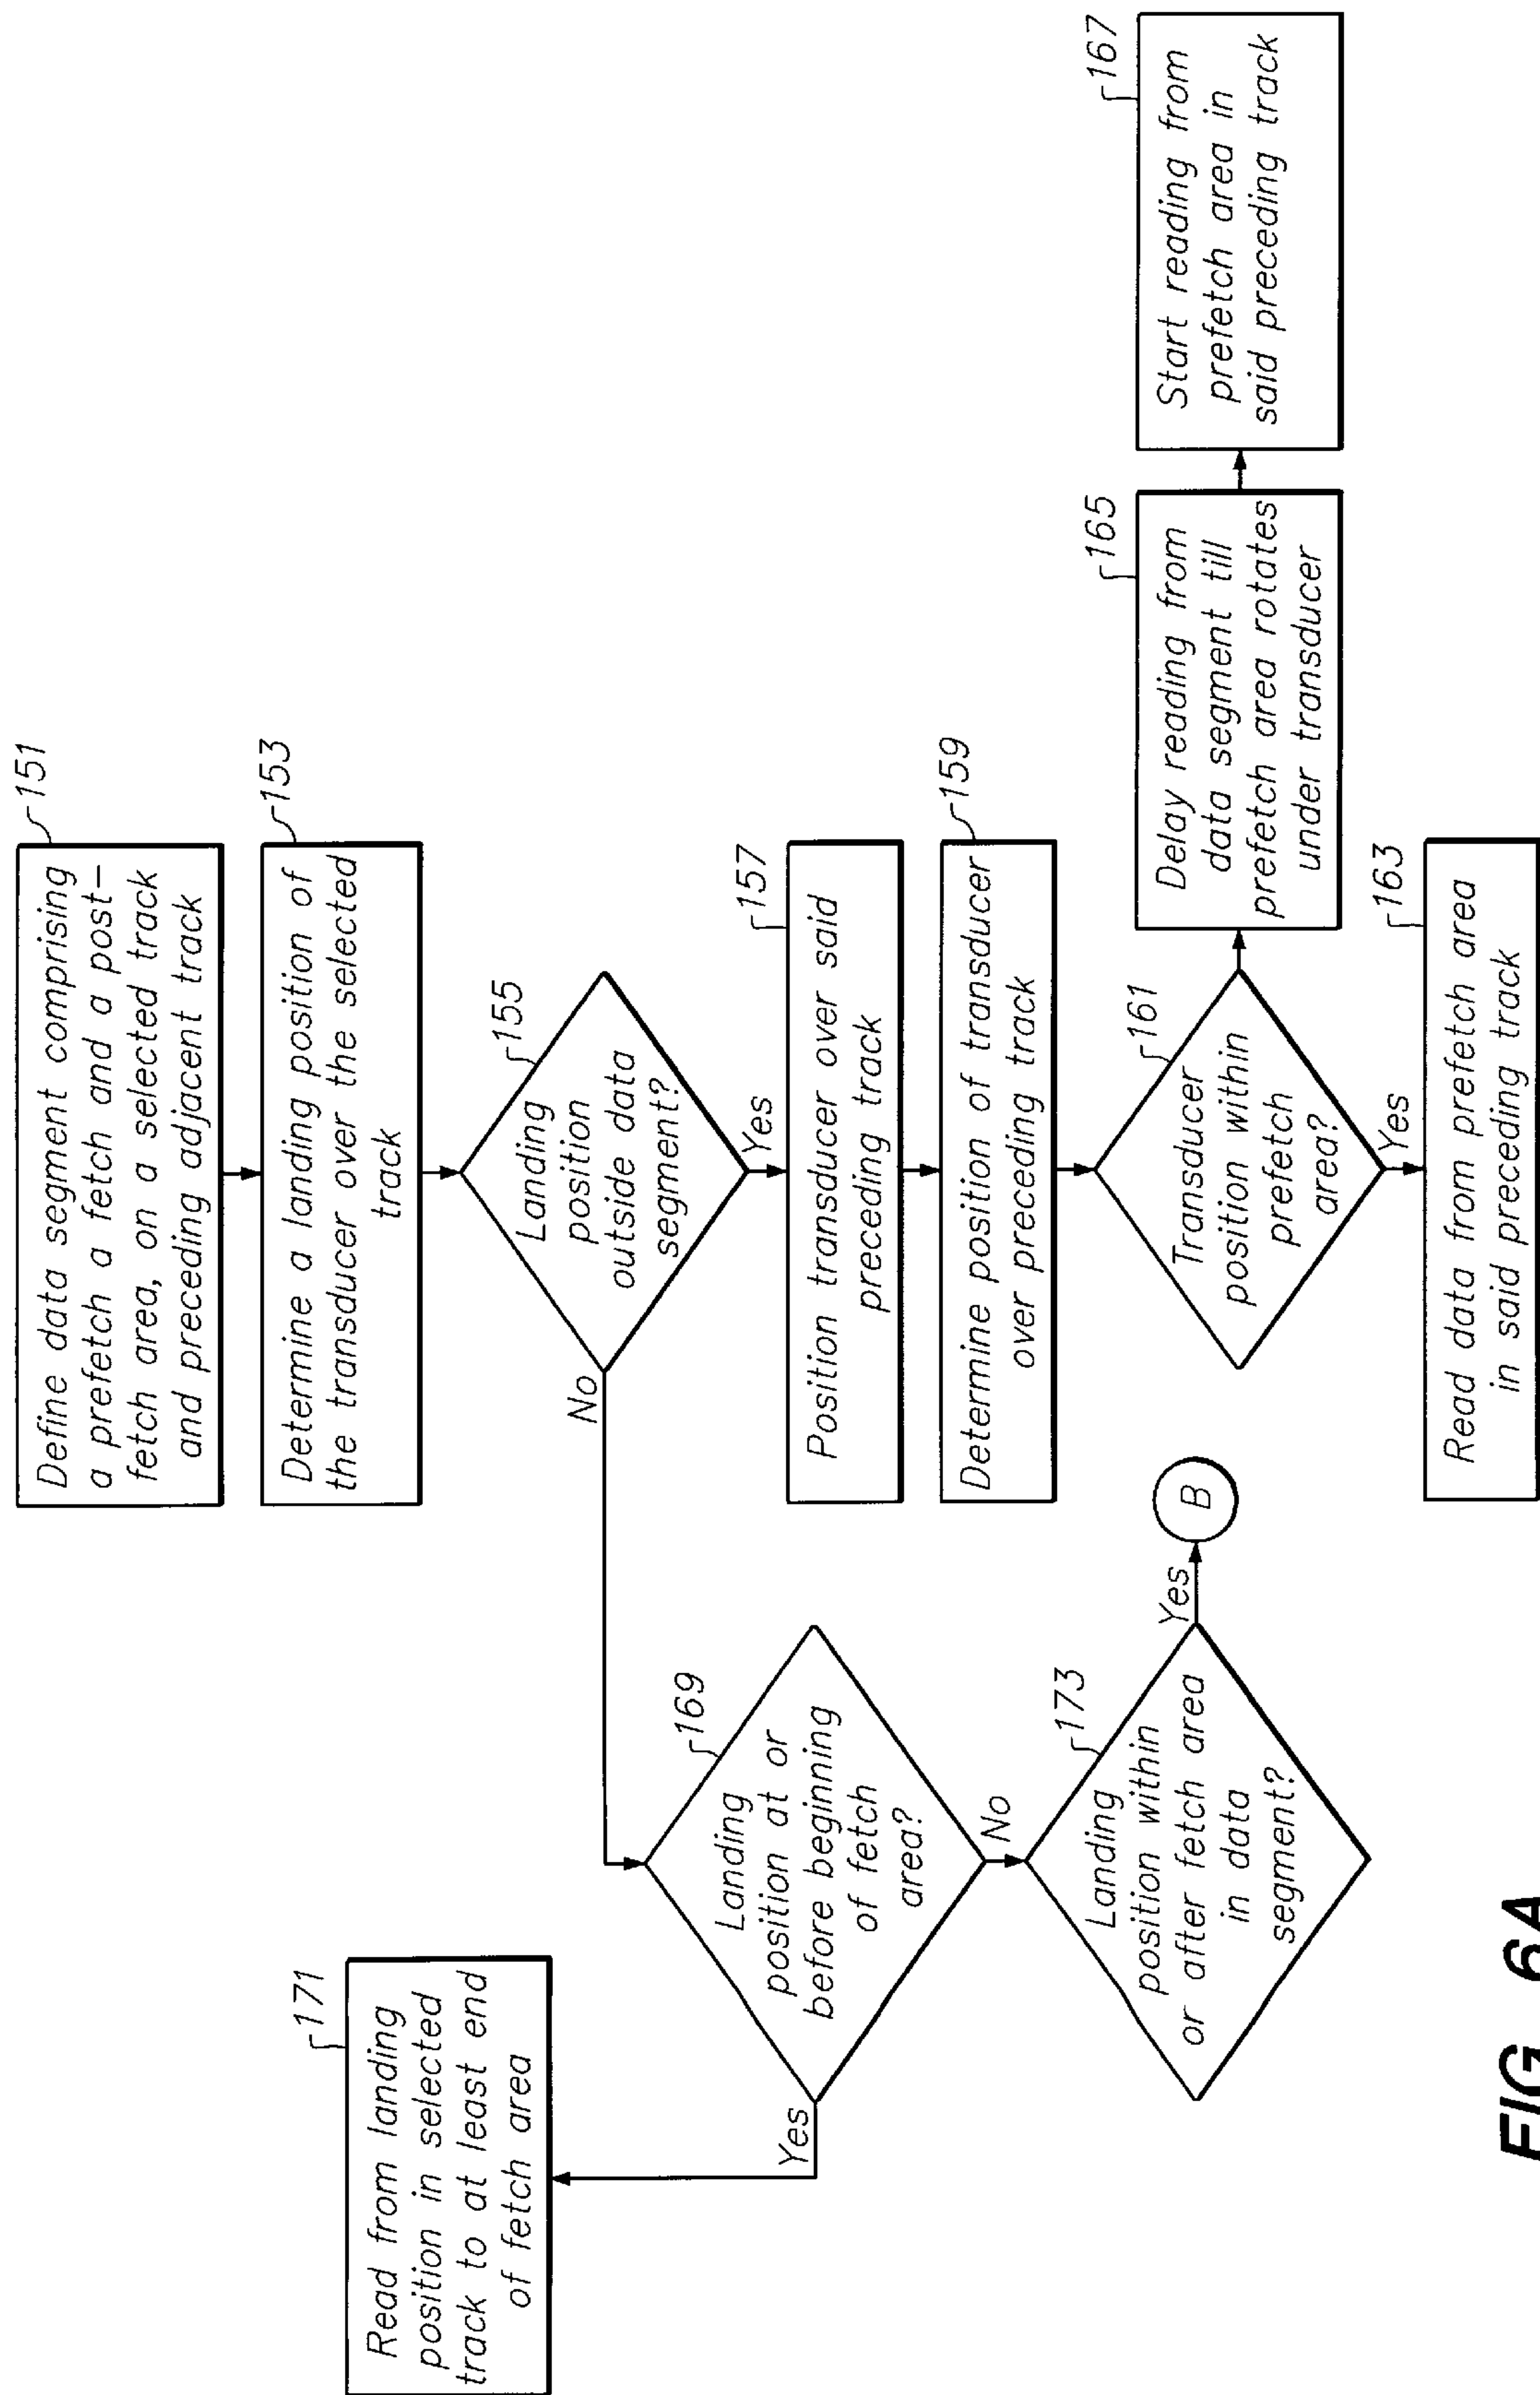 151
Define data segment comprising
a prefetch a fetch and a post-
fetch area, on a selected track
and preceding adjacent track
153
Determine a landing position of
the transducer over the selected
track
155
Landing
position
outside data
segment?
No
Yes
157
Position transducer over said
preceding track
159
Determine position of transducer
over preceding track
161
Transducer
position within
prefetch
area?
Yes
163
Read data from prefetch area
in said preceding track
165
Delay reading from
data segment till
prefetch area rotates
under transducer
167
Start reading from
prefetch area in
said preceding track
169
Landing
position at or
before beginning
of fetch
area?
Yes
No
171
Read from landing
position in selected
track to at least end
of fetch area
173
Landing
position within
or after fetch area
in data
segment?
Yes
B
FIG. 6A